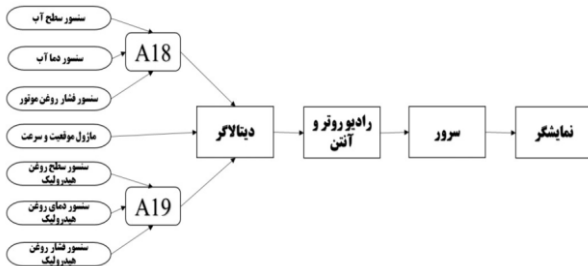 سنسور سطح آب
سنسور دما آب
سنسور فشار روغن موتور
A18
ماژول موقعیت و سرعت
سنسور سطح روغن
هیدرولیک
سنسور دمای روغن
هیدرولیک
سنسور فشار روغن
هیدرولیک
A19
دیتالاگر
رادیو روتر و
آنتن
سرور
نمایشگر